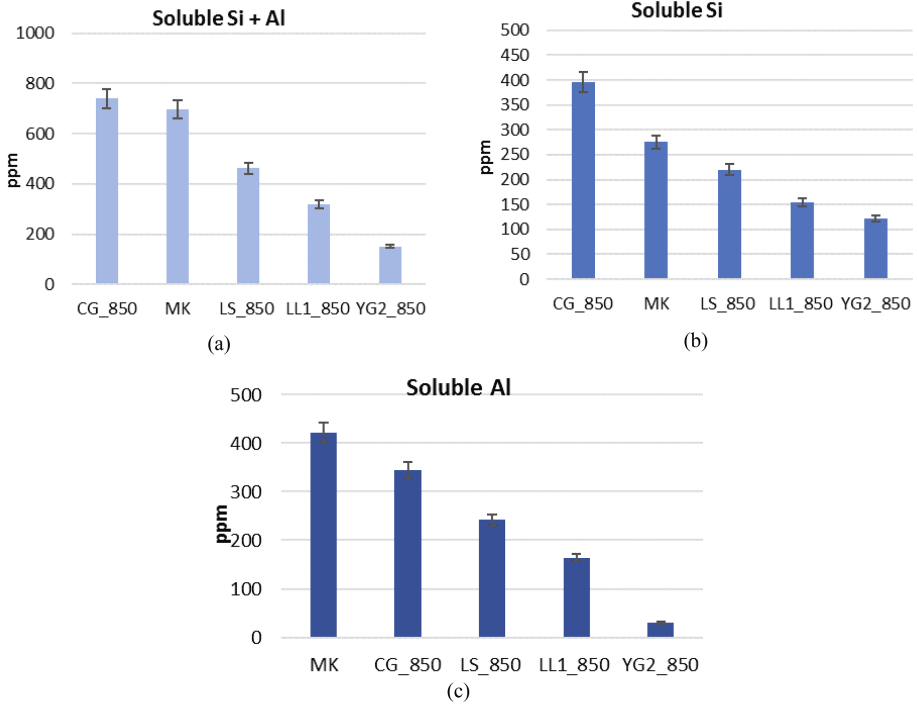 Soluble Si + Al
1000
800
600
400
200
0
ppm
CG_850 MK LS_850 LL1_850 YG2_850
(a)
Soluble Si
500
450
400
350
300
250
200
150
100
50
0
ppm
CG_850 MK LS_850 LL1_850 YG2_850
(b)
Soluble Al
500
400
300
200
100
0
ppm
MK CG_850 LS_850 LL1_850 YG2_850
(c)